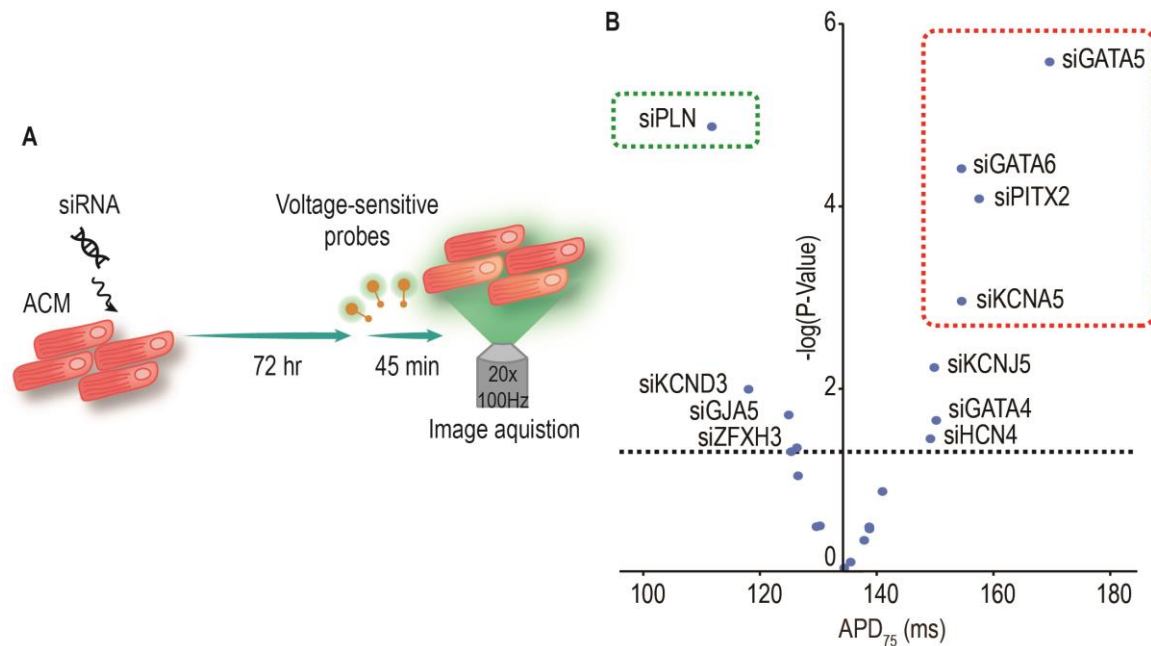 A
siRNA
ACM
72 hr
Voltage-sensitive
probes
45 min
20x
100Hz
Image aquistion
B
6
4
2
0
-log(P-Value)
siPLN
siGATA5
siGATA6
siPITX2
siKCNA5
siKCND3
siKCNJ5
siGJA5
siGATA4
siZFXH3
siHCN4
100
120
140
160
180
APD75 (ms)